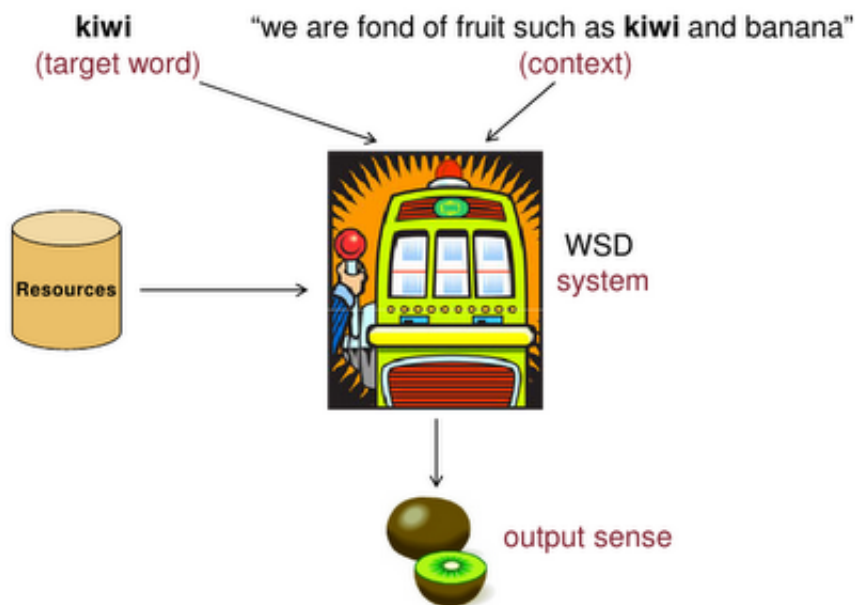 kiwi
(target word)
“we are fond of fruit such as kiwi and banana”
(context)
Resources
WSD
system
output sense